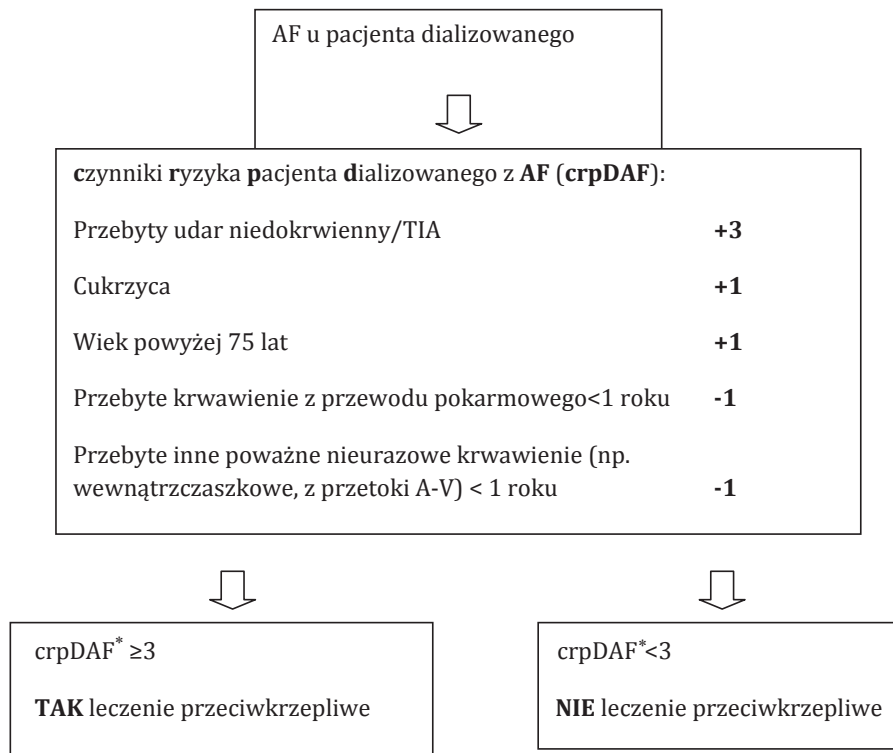 AF u pacjenta dializowanego
czynniki ryzyka pacjenta dializowanego z AF (crpDAF):
Przebyty udar niedokrwienny/TIA +3
Cukrzyca +1
Wiek powyżej 75 lat +1
Przebyte krwawienie z przewodu pokarmowego<1 roku -1
Przebyte inne poważne nieurazowe krwawienie (np.
wewnątrzczaszkowe, z przetoki A-V) < 1 roku -1
crpDAF* ≥3
TAK leczenie przeciwkrzepliwe
crpDAF*<3
NIE leczenie przeciwkrzepliwe